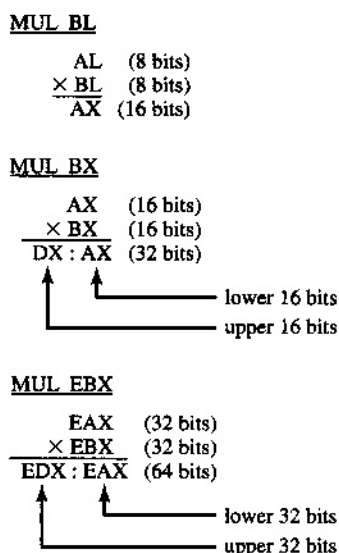 MUL BL
AL (8 bits)
× BL (8 bits)
AX (16 bits)
MUL BX
AX (16 bits)
× BX (16 bits)
DX : AX (32 bits)
lower 16 bits
upper 16 bits
MUL EBX
EAX (32 bits)
× EBX (32 bits)
EDX : EAX (64 bits)
lower 32 bits
upper 32 bits